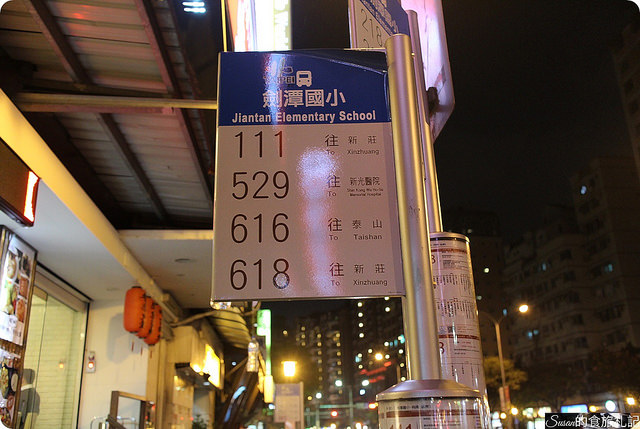 劍潭國小
Jiantan Elementary School
111 往 新莊
To Xinzhuang
529 往 新光醫院
To Shin Kong Wu Ho-Su Memorial Hospital
616 往 泰山
To Taishan
618 往 新莊
To Xinzhuang
Susan的食旅札記